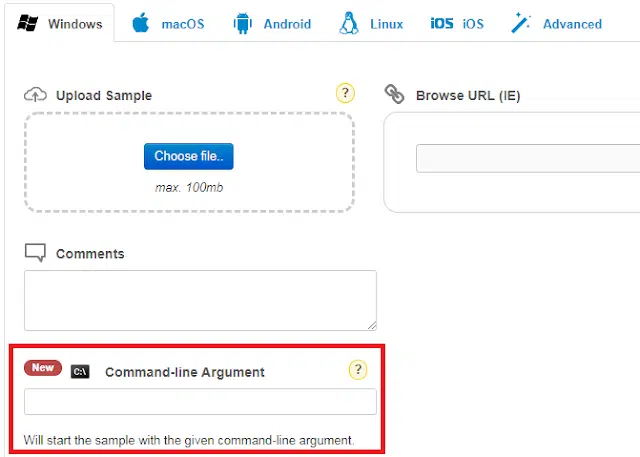 Windows macOS Android Linux iOS iOS Advanced
Upload Sample ? Browse URL (IE)
Choose file..
max. 100mb
Comments
New C:\ Command-line Argument ?
Will start the sample with the given command-line argument.